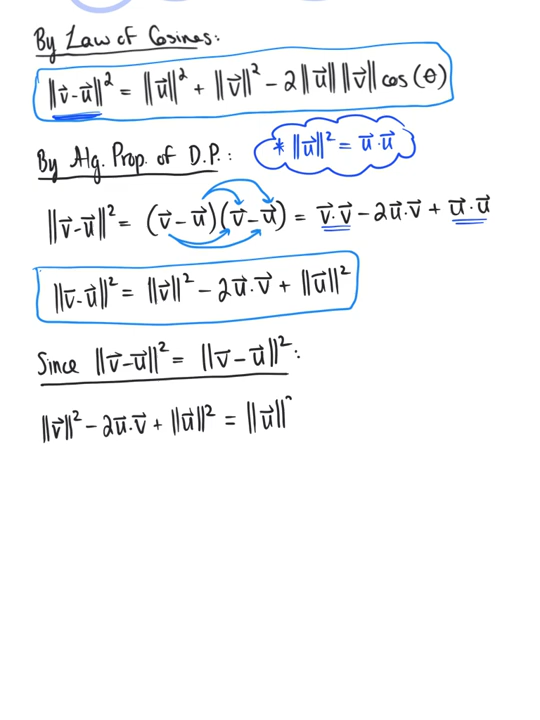 By Law of Cosines:
‖v⃗-u⃗‖² = ‖u⃗‖² + ‖v⃗‖² - 2‖u⃗‖‖v⃗‖ cos(θ)
By Alg. Prop. of D.P.: * ‖u⃗‖² = u⃗·u⃗
‖v⃗-u⃗‖² = (v⃗-u⃗)(v⃗-u⃗) = v⃗·v⃗ - 2u⃗·v⃗ + u⃗·u⃗
‖v⃗-u⃗‖² = ‖v⃗‖² - 2u⃗·v⃗ + ‖u⃗‖²
Since ‖v⃗-u⃗‖² = ‖v⃗-u⃗‖²:
‖v⃗‖² - 2u⃗·v⃗ + ‖u⃗‖² = ‖u⃗‖